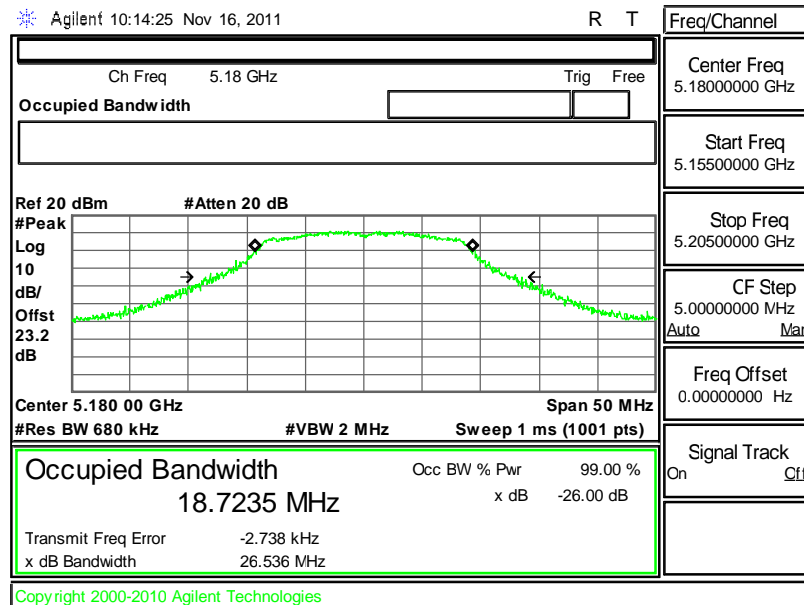 Agilent 10:14:25 Nov 16, 2011 R T
Ch Freq 5.18 GHz Trig Free
Occupied Bandwidth
Ref 20 dBm #Atten 20 dB
#Peak
Log
10
dB/
Offst
23.2
dB
Center 5.180 00 GHz Span 50 MHz
#Res BW 680 kHz #VBW 2 MHz Sweep 1 ms (1001 pts)
Occupied Bandwidth Occ BW % Pwr 99.00 %
18.7235 MHz x dB -26.00 dB
Transmit Freq Error -2.738 kHz
x dB Bandwidth 26.536 MHz
Copyright 2000-2010 Agilent Technologies
Freq/Channel
Center Freq
5.18000000 GHz
Start Freq
5.15500000 GHz
Stop Freq
5.20500000 GHz
CF Step
5.00000000 MHz
Auto Man
Freq Offset
0.00000000 Hz
Signal Track
On Off